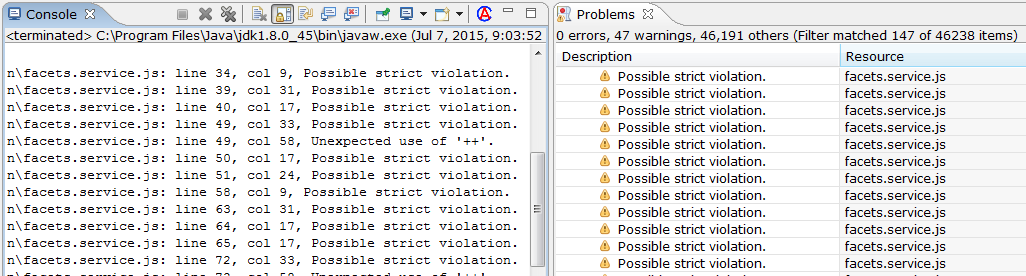 Console
<terminated> C:\Program Files\Java\jdk1.8.0_45\bin\javaw.exe (Jul 7, 2015, 9:03:52
n\facets.service.js: line 34, col 9, Possible strict violation.
n\facets.service.js: line 39, col 31, Possible strict violation.
n\facets.service.js: line 40, col 17, Possible strict violation.
n\facets.service.js: line 49, col 33, Possible strict violation.
n\facets.service.js: line 49, col 58, Unexpected use of '++'.
n\facets.service.js: line 50, col 17, Possible strict violation.
n\facets.service.js: line 51, col 24, Possible strict violation.
n\facets.service.js: line 58, col 9, Possible strict violation.
n\facets.service.js: line 63, col 31, Possible strict violation.
n\facets.service.js: line 64, col 17, Possible strict violation.
n\facets.service.js: line 65, col 17, Possible strict violation.
n\facets.service.js: line 72, col 33, Possible strict violation.
Problems
0 errors, 47 warnings, 46,191 others (Filter matched 147 of 46238 items)
Description Resource
Possible strict violation. facets.service.js
Possible strict violation. facets.service.js
Possible strict violation. facets.service.js
Possible strict violation. facets.service.js
Possible strict violation. facets.service.js
Possible strict violation. facets.service.js
Possible strict violation. facets.service.js
Possible strict violation. facets.service.js
Possible strict violation. facets.service.js
Possible strict violation. facets.service.js
Possible strict violation. facets.service.js
Possible strict violation. facets.service.js